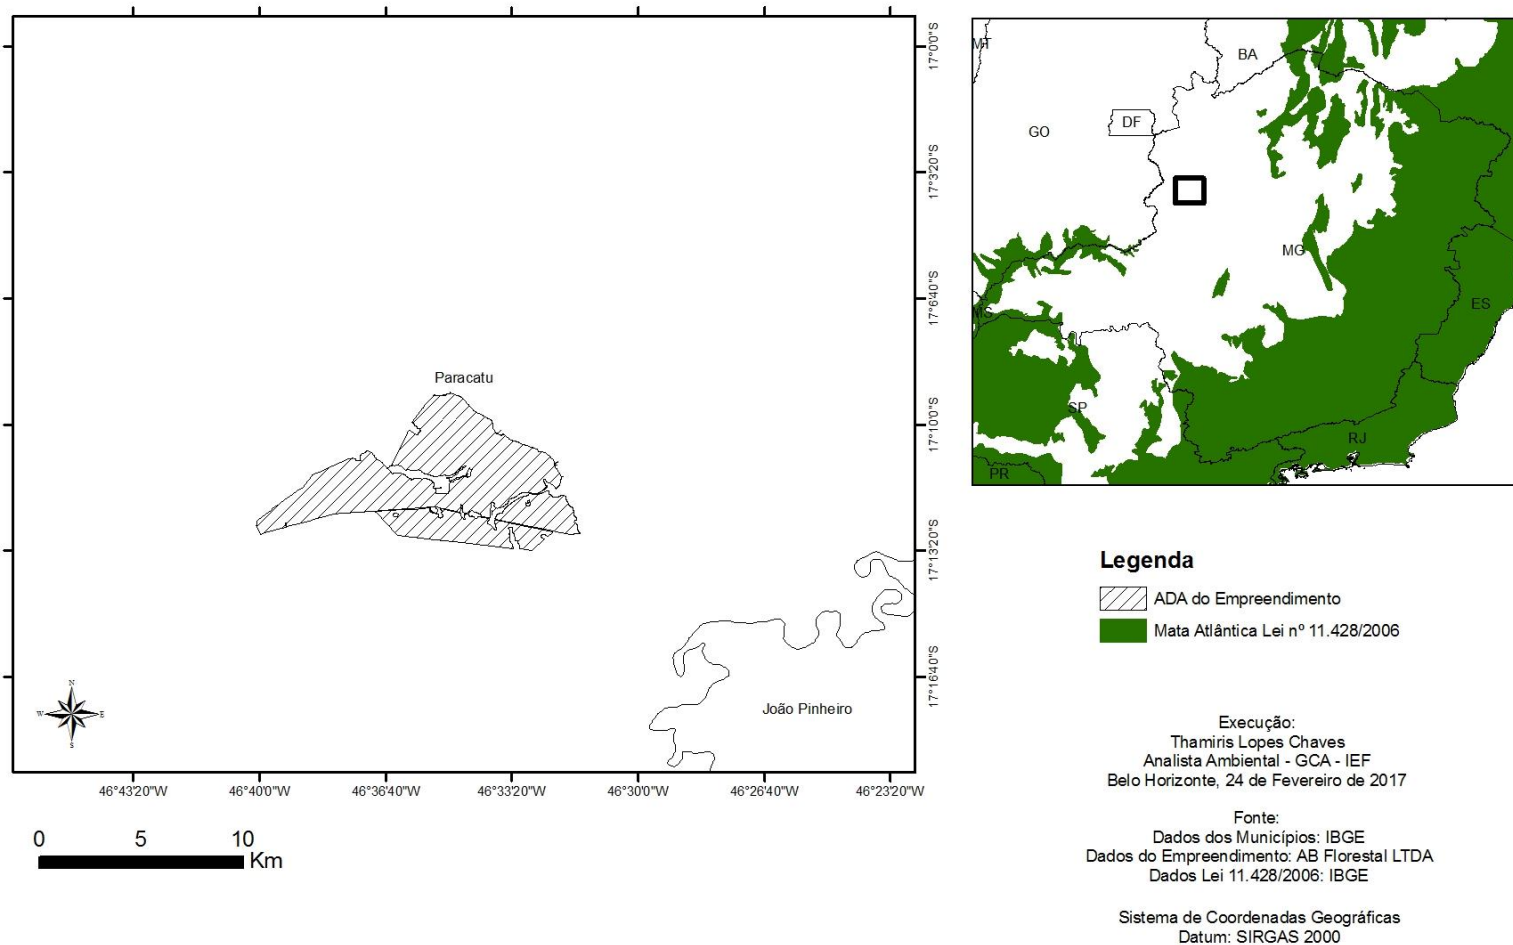 Paracatu
João Pinheiro
N
W
E
S
17°0'0"S
17°3'20"S
17°6'40"S
17°10'0"S
17°13'20"S
17°16'40"S
46°43'20"W
46°40'0"W
46°36'40"W
46°33'20"W
46°30'0"W
46°26'40"W
46°23'20"W
0 5 10
Km
MT
BA
GO
DF
MG
ES
MS
SP
RJ
PR
Legenda
ADA do Empreendimento
Mata Atlântica Lei nº 11.428/2006
Execução:
Thamiris Lopes Chaves
Analista Ambiental - GCA - IEF
Belo Horizonte, 24 de Fevereiro de 2017
Fonte:
Dados dos Municípios: IBGE
Dados do Empreendimento: AB Florestal LTDA
Dados Lei 11.428/2006: IBGE
Sistema de Coordenadas Geográficas
Datum: SIRGAS 2000